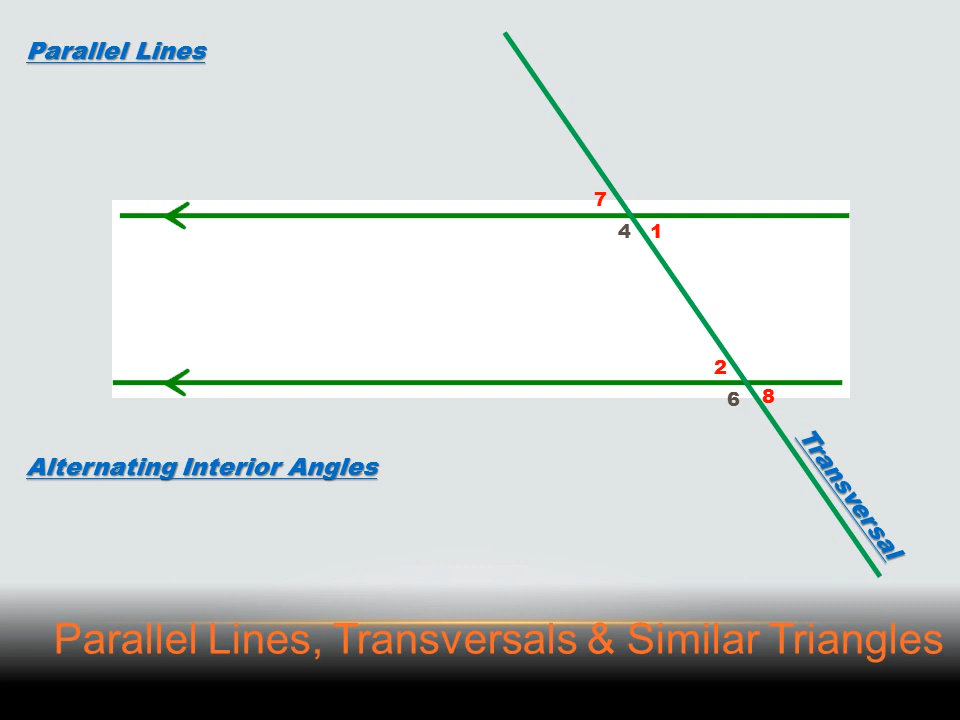 Parallel Lines
7
4 1
2
6 8
Transversal
Alternating Interior Angles
Parallel Lines, Transversals & Similar Triangles